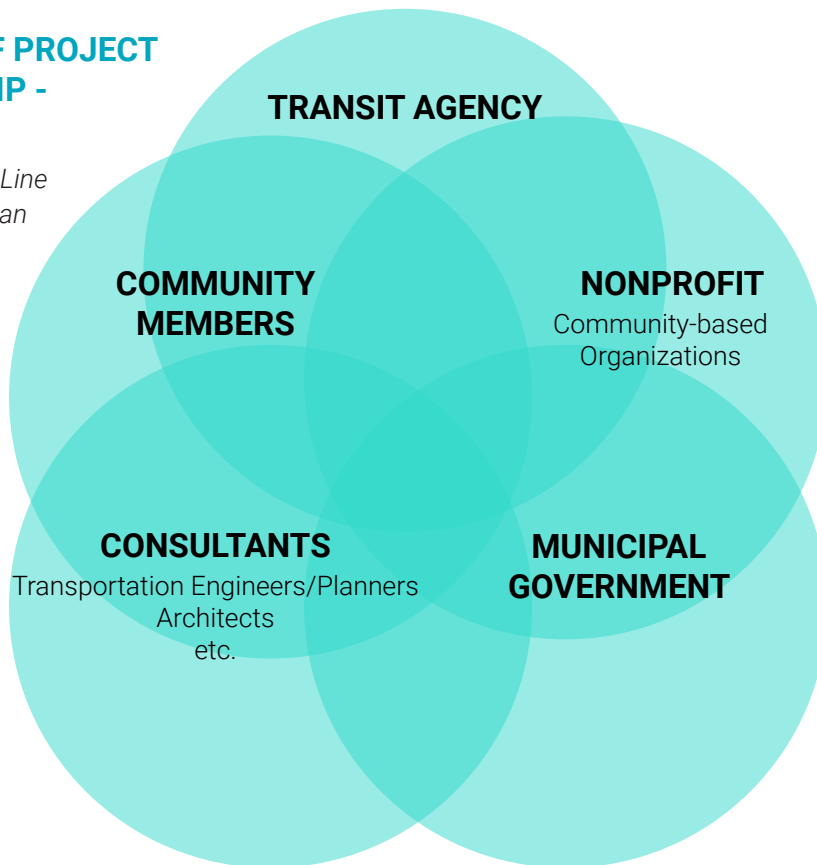 F PROJECT
IP -
Line
an
TRANSIT AGENCY
COMMUNITY
MEMBERS
NONPROFIT
Community-based
Organizations
CONSULTANTS
Transportation Engineers/Planners
Architects
etc.
MUNICIPAL
GOVERNMENT